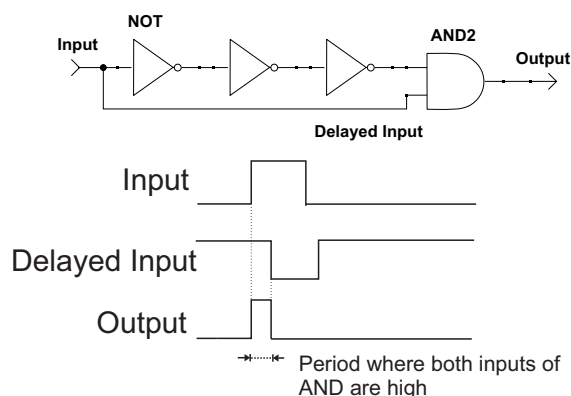 NOT
Input
AND2
Output
Delayed Input
Input
Delayed Input
Output
Period where both inputs of
AND are high